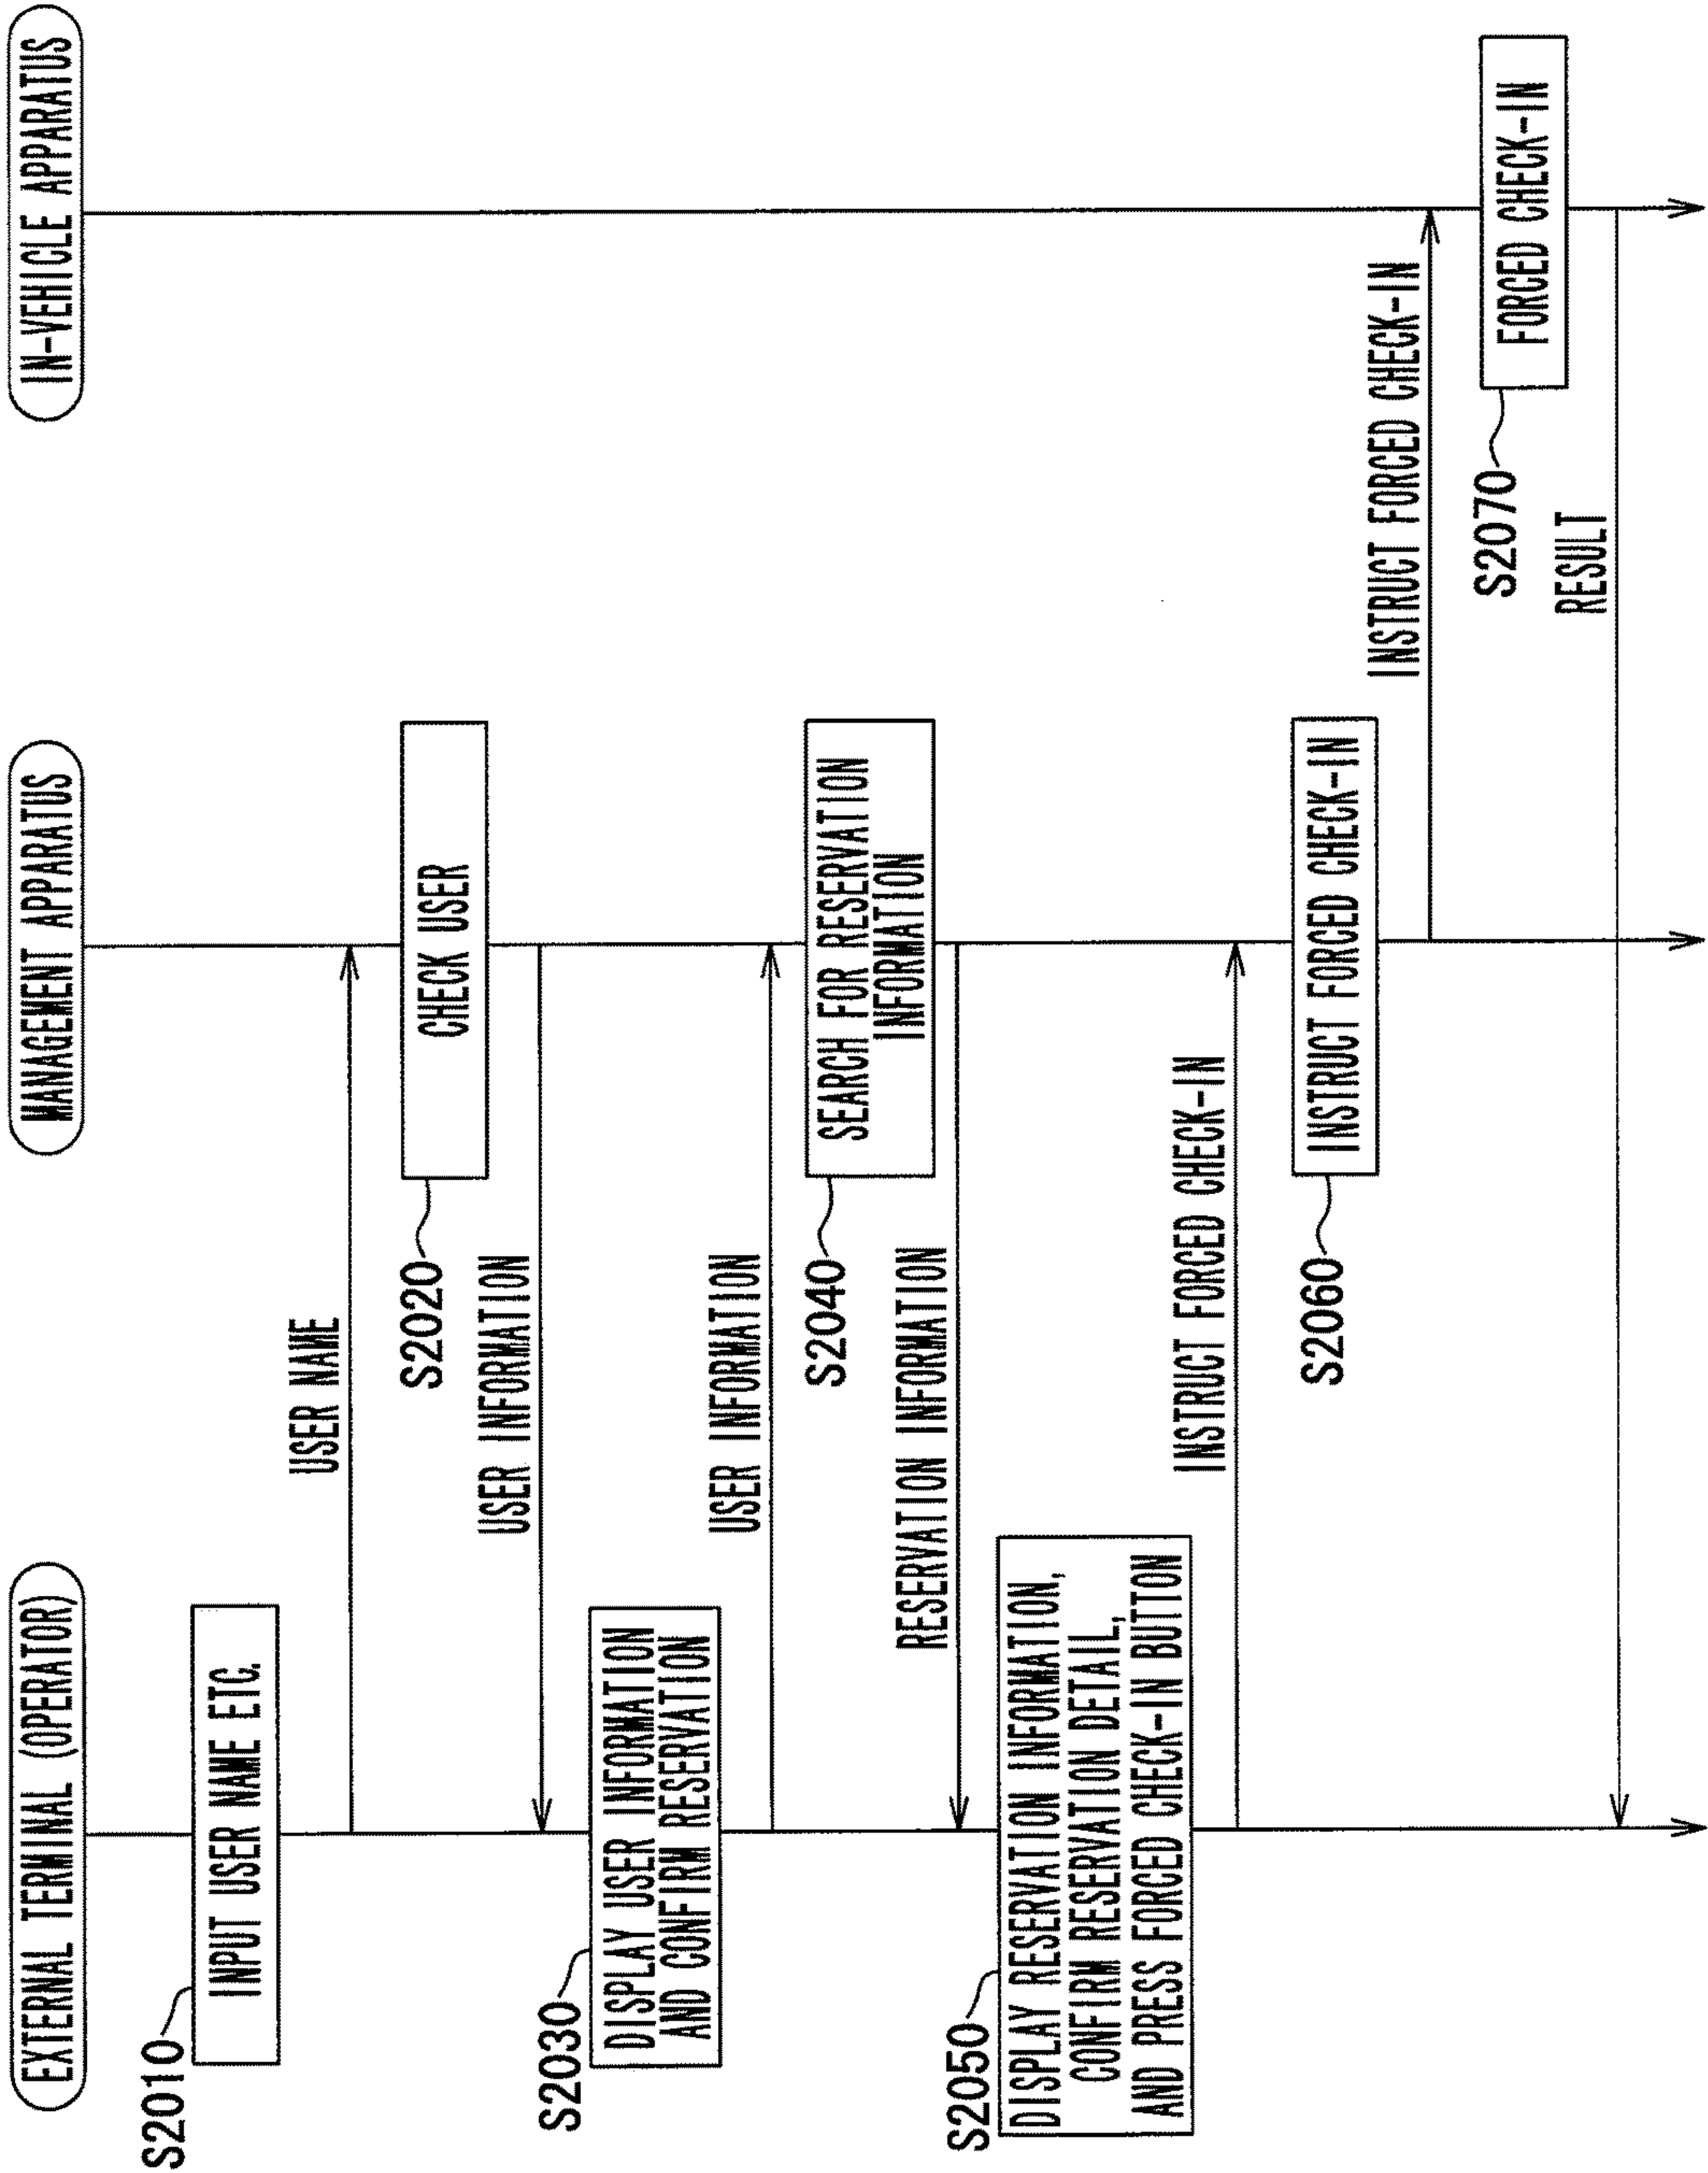 EXTERNAL TERMINAL (OPERATOR)
MANAGEMENT APPARATUS
IN-VEHICLE APPARATUS
S2010
INPUT USER NAME ETC.
USER NAME
S2020
CHECK USER
USER INFORMATION
S2030
DISPLAY USER INFORMATION
AND CONFIRM RESERVATION
USER INFORMATION
S2040
SEARCH FOR RESERVATION
INFORMATION
RESERVATION INFORMATION
S2050
DISPLAY RESERVATION INFORMATION,
CONFIRM RESERVATION DETAIL,
AND PRESS FORCED CHECK-IN BUTTON
INSTRUCT FORCED CHECK-IN
S2060
INSTRUCT FORCED CHECK-IN
INSTRUCT FORCED CHECK-IN
S2070
FORCED CHECK-IN
RESULT